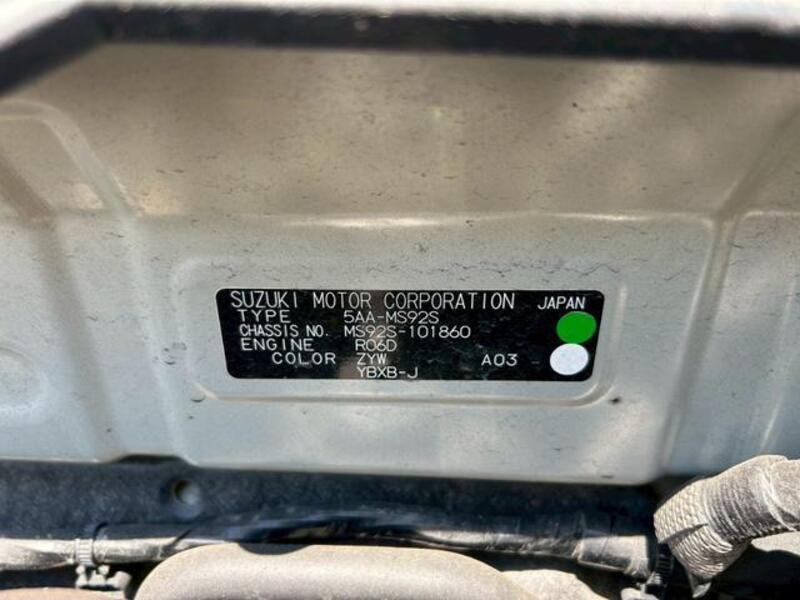 SUZUKI MOTOR CORPORATION JAPAN
TYPE 5AA-MS92S
CHASSIS NO. MS92S-101860
ENGINE R06D
COLOR ZYW A03
YBXB-J